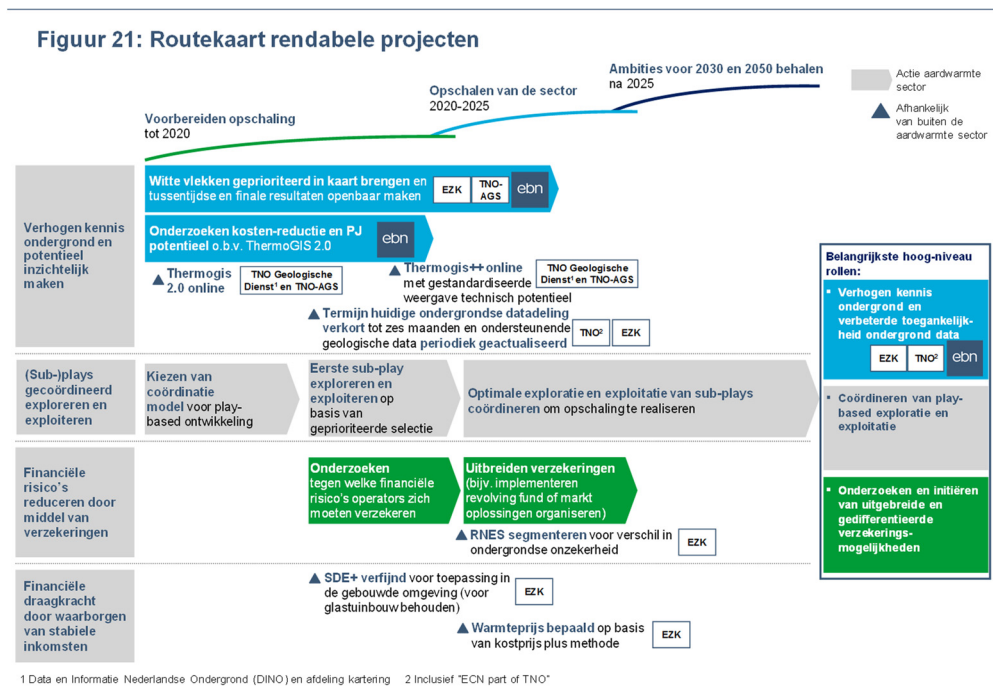 Figuur 21: Routekaart rendabele projecten
Voorbereiden opschaling
tot 2020
Opschalen van de sector
2020-2025
Ambities voor 2030 en 2050 behalen
na 2025
Actie aardwarmte
sector
Afhankelijk
van buiten de
aardwarmte sector
Verhogen kennis
ondergrond en
potentieel
inzichtelijk
maken
Witte vlekken geprioriteerd in kaart brengen en
tussentijdse en finale resultaten openbaar maken
EZK
TNO-
AGS
ebn
Onderzoeken kosten-reductie en PJ
potentieel o.b.v. ThermoGIS 2.0
ebn
Thermogis
2.0 online
TNO Geologische
Dienst¹ en TNO-AGS
Thermogis++ online
met gestandardiseerde
weergave technisch potentieel
TNO Geologische
Dienst¹ en TNO-AGS
Termijn huidige ondergrondse datadeling
verkort tot zes maanden en ondersteunende
geologische data periodiek geactualiseerd
TNO²
EZK
(Sub-)plays
gecoördineerd
exploreren en
exploiteren
Kiezen van
coördinatie
model voor play-
based ontwikkeling
Eerste sub-play
exploreren en
exploiteren op
basis van
geprioriteerde selectie
Optimale exploratie en exploitatie van sub-plays
coördineren om opschaling te realiseren
Financiële
risico's
reduceren door
middel van
verzekeringen
Onderzoeken
tegen welke financiële
risico's operators zich
moeten verzekeren
Uitbreiden verzekeringen
(bijv. implementeren
revolving fund of markt
oplossingen organiseren)
RNES segmenteren voor verschil in
ondergrondse onzekerheid
EZK
Financiële
draagkracht
door waarborgen
van stabiele
inkomsten
SDE+ verfijnd voor toepassing in
de gebouwde omgeving (voor
glastuinbouw behouden)
EZK
Warmteprijs bepaald op basis
van kostprijs plus methode
EZK
Belangrijkste hoog-niveau
rollen:
▪ Verhogen kennis
ondergrond en
verbeterde toegankelijk-
heid ondergrond data
EZK
TNO²
ebn
▪ Coördineren van play-
based exploratie en
exploitatie
▪ Onderzoeken en initiëren
van uitgebreide en
gedifferentieerde
verzekerings-
mogelijkheden
1 Data en Informatie Nederlandse Ondergrond (DINO) en afdeling kartering 2 Inclusief "ECN part of TNO"